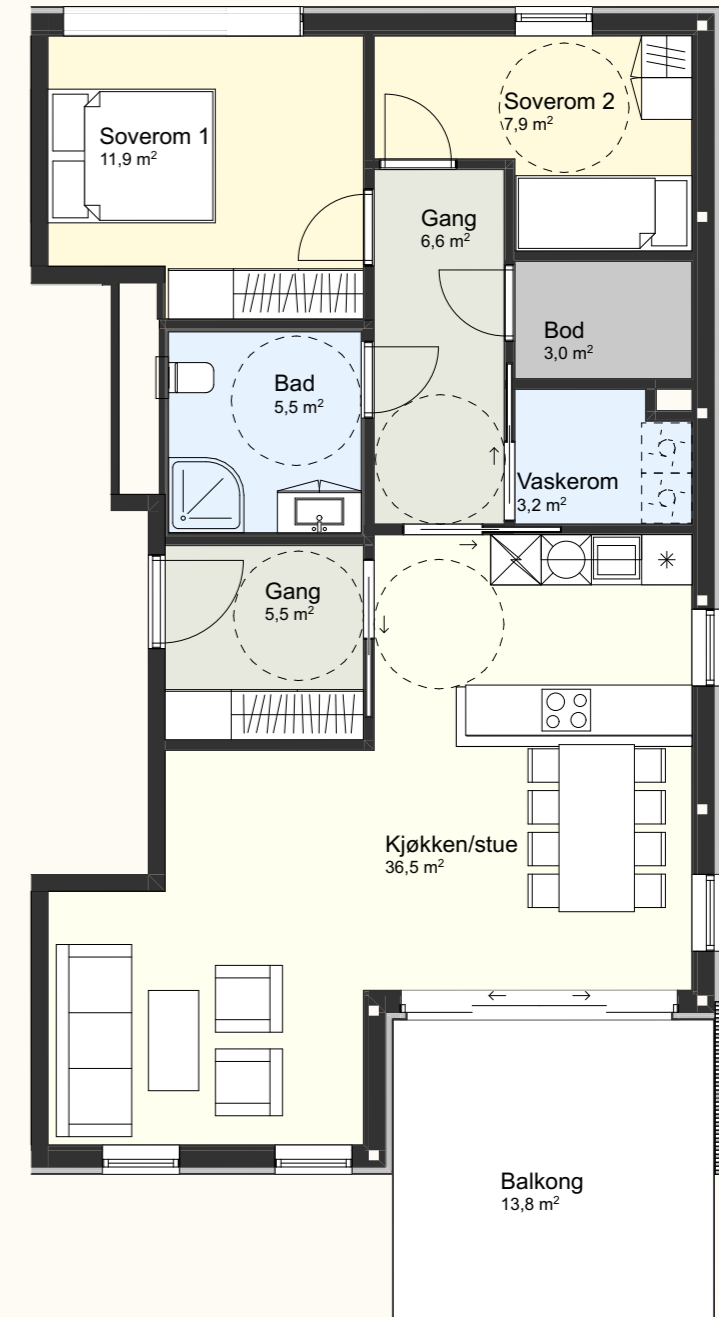 Soverom 1
11,9 m²
Soverom 2
7,9 m²
Gang
6,6 m²
Bod
3,0 m²
Bad
5,5 m²
Vaskerom
3,2 m²
Gang
5,5 m²
Kjøkken/stue
36,5 m²
Balkong
13,8 m²